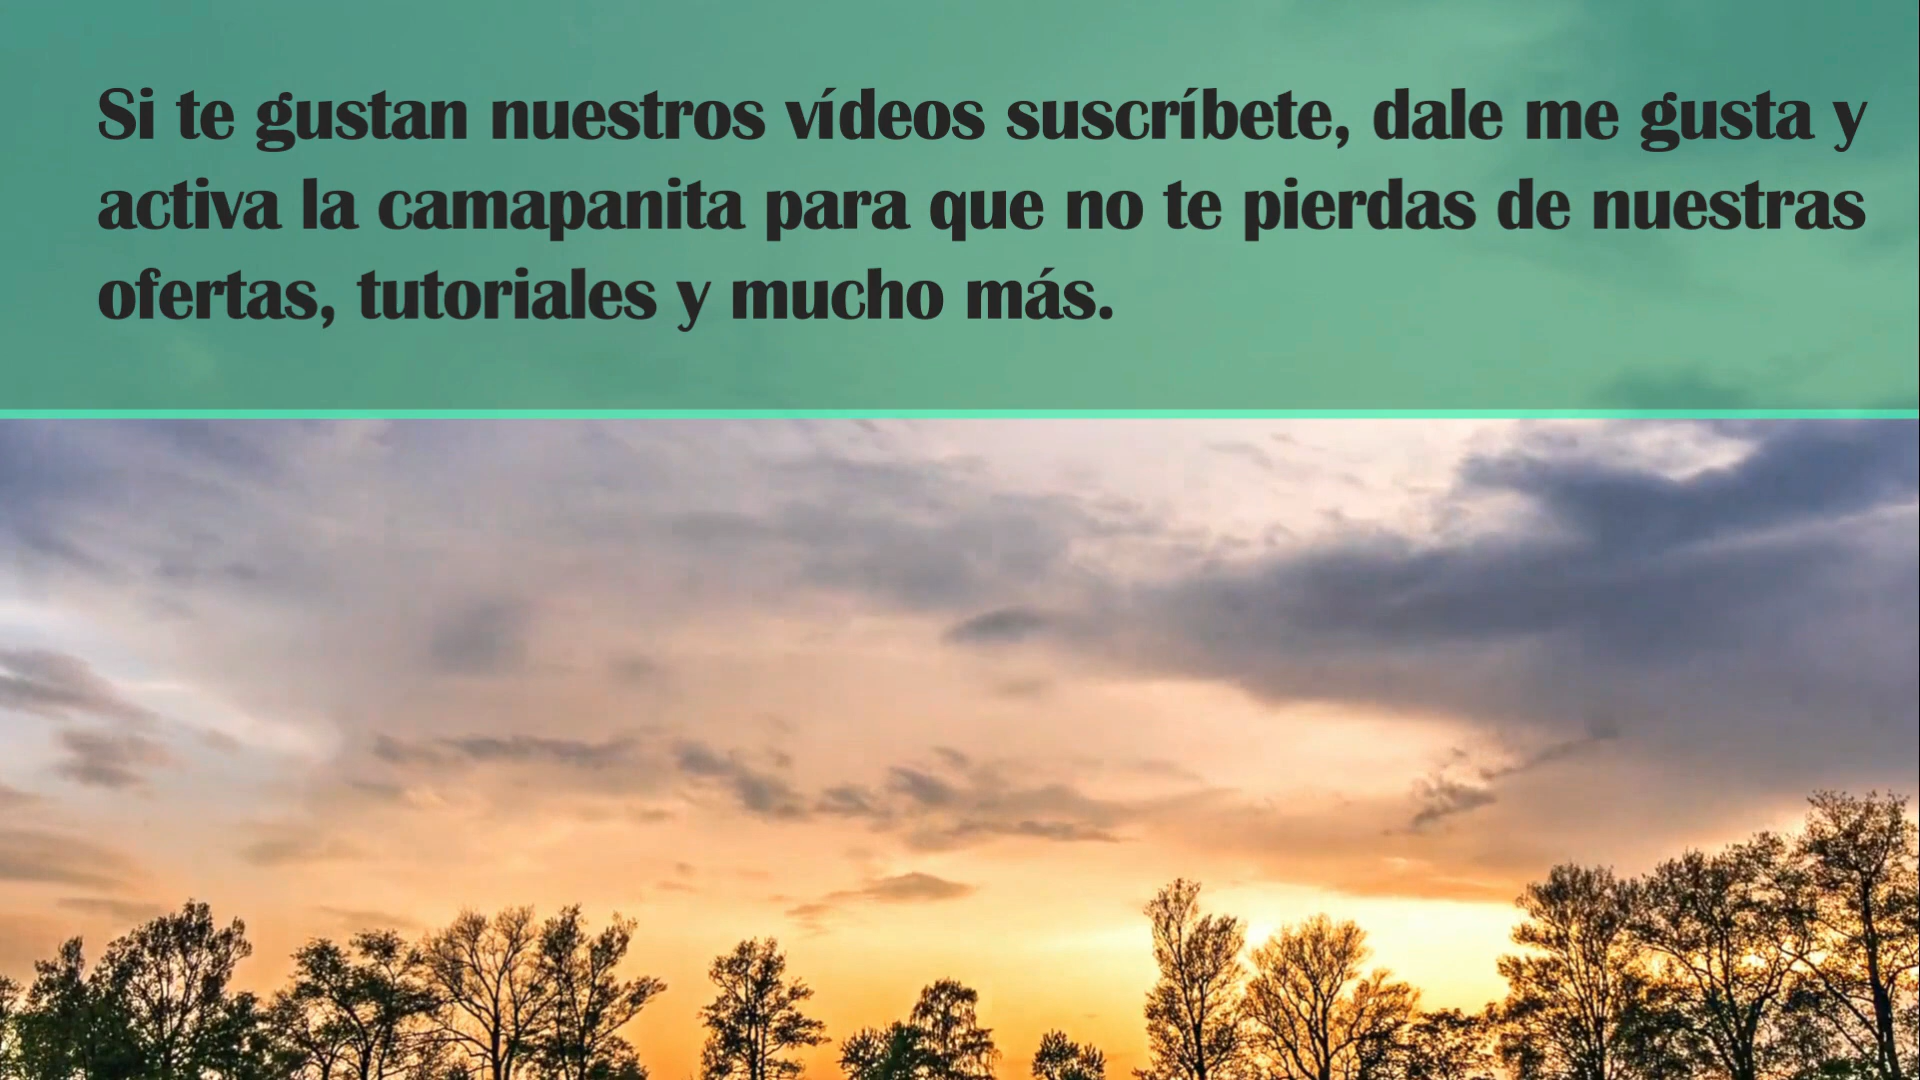 Si te gustan nuestros vídeos suscríbete, dale me gusta y
activa la camapanita para que no te pierdas de nuestras
ofertas, tutoriales y mucho más.